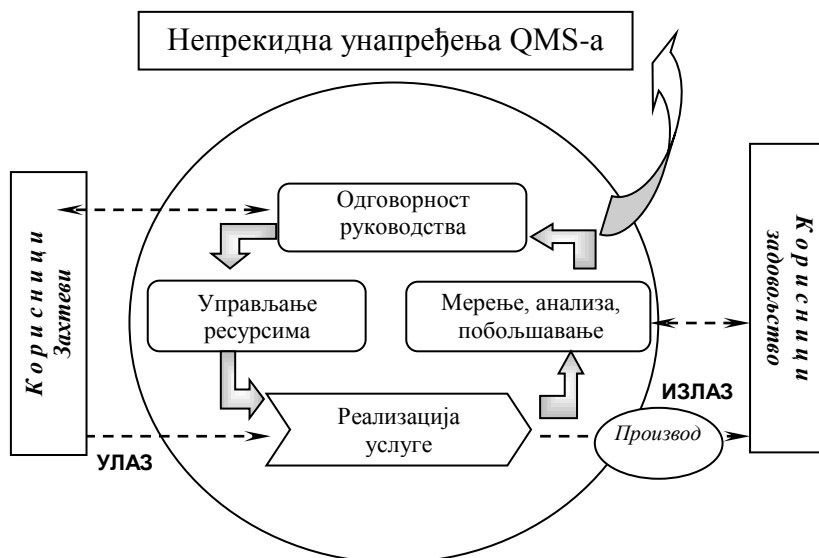 Непрекидна унапређења QMS-а
Корисници
Захтеви
Одговорност
руководства
Управљање
ресурсима
Мерење, анализа,
побољшавање
Реализација
услуге
УЛАЗ
ИЗЛАЗ
Производ
Корисници
задовољство